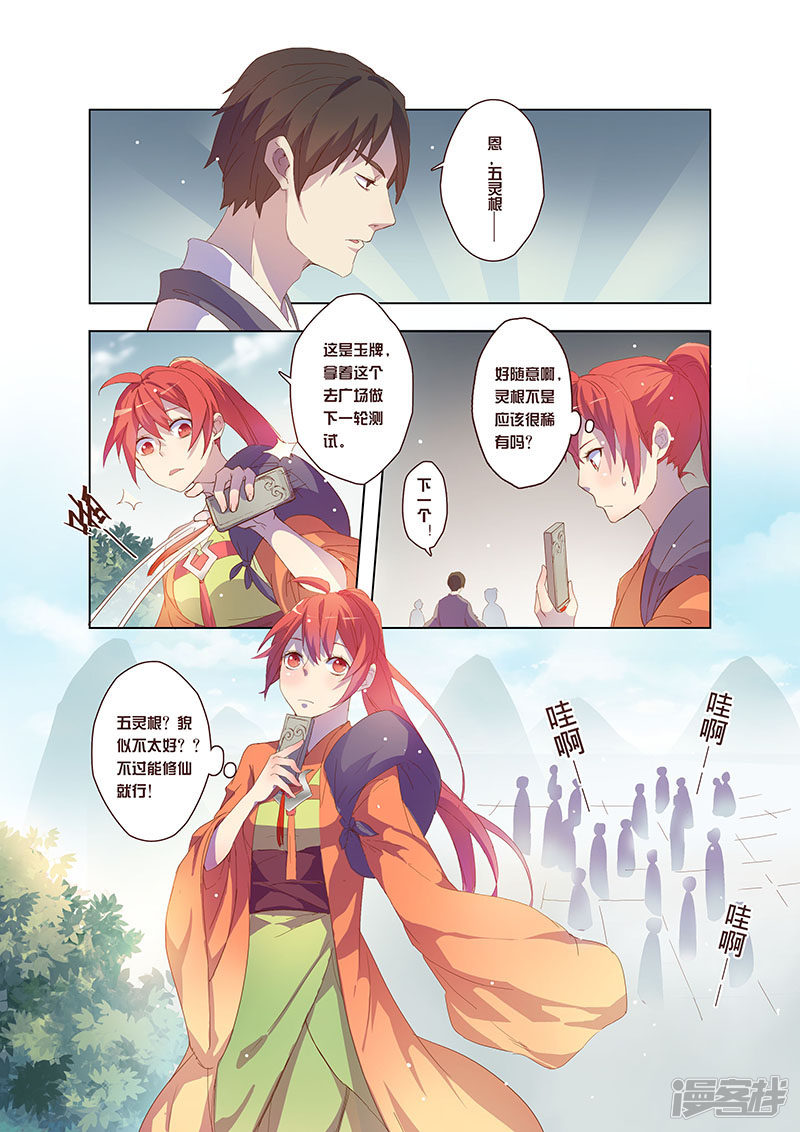 恩，五灵根——
这是玉牌，
拿着这个
去广场做
下一轮测
试。
好随意啊，
灵根不是
应该很稀
有吗？
下一个！
五灵根？貌
似不太好？？
不过能修仙
就行！
哇啊——
哇啊——
哇啊——
漫客栈